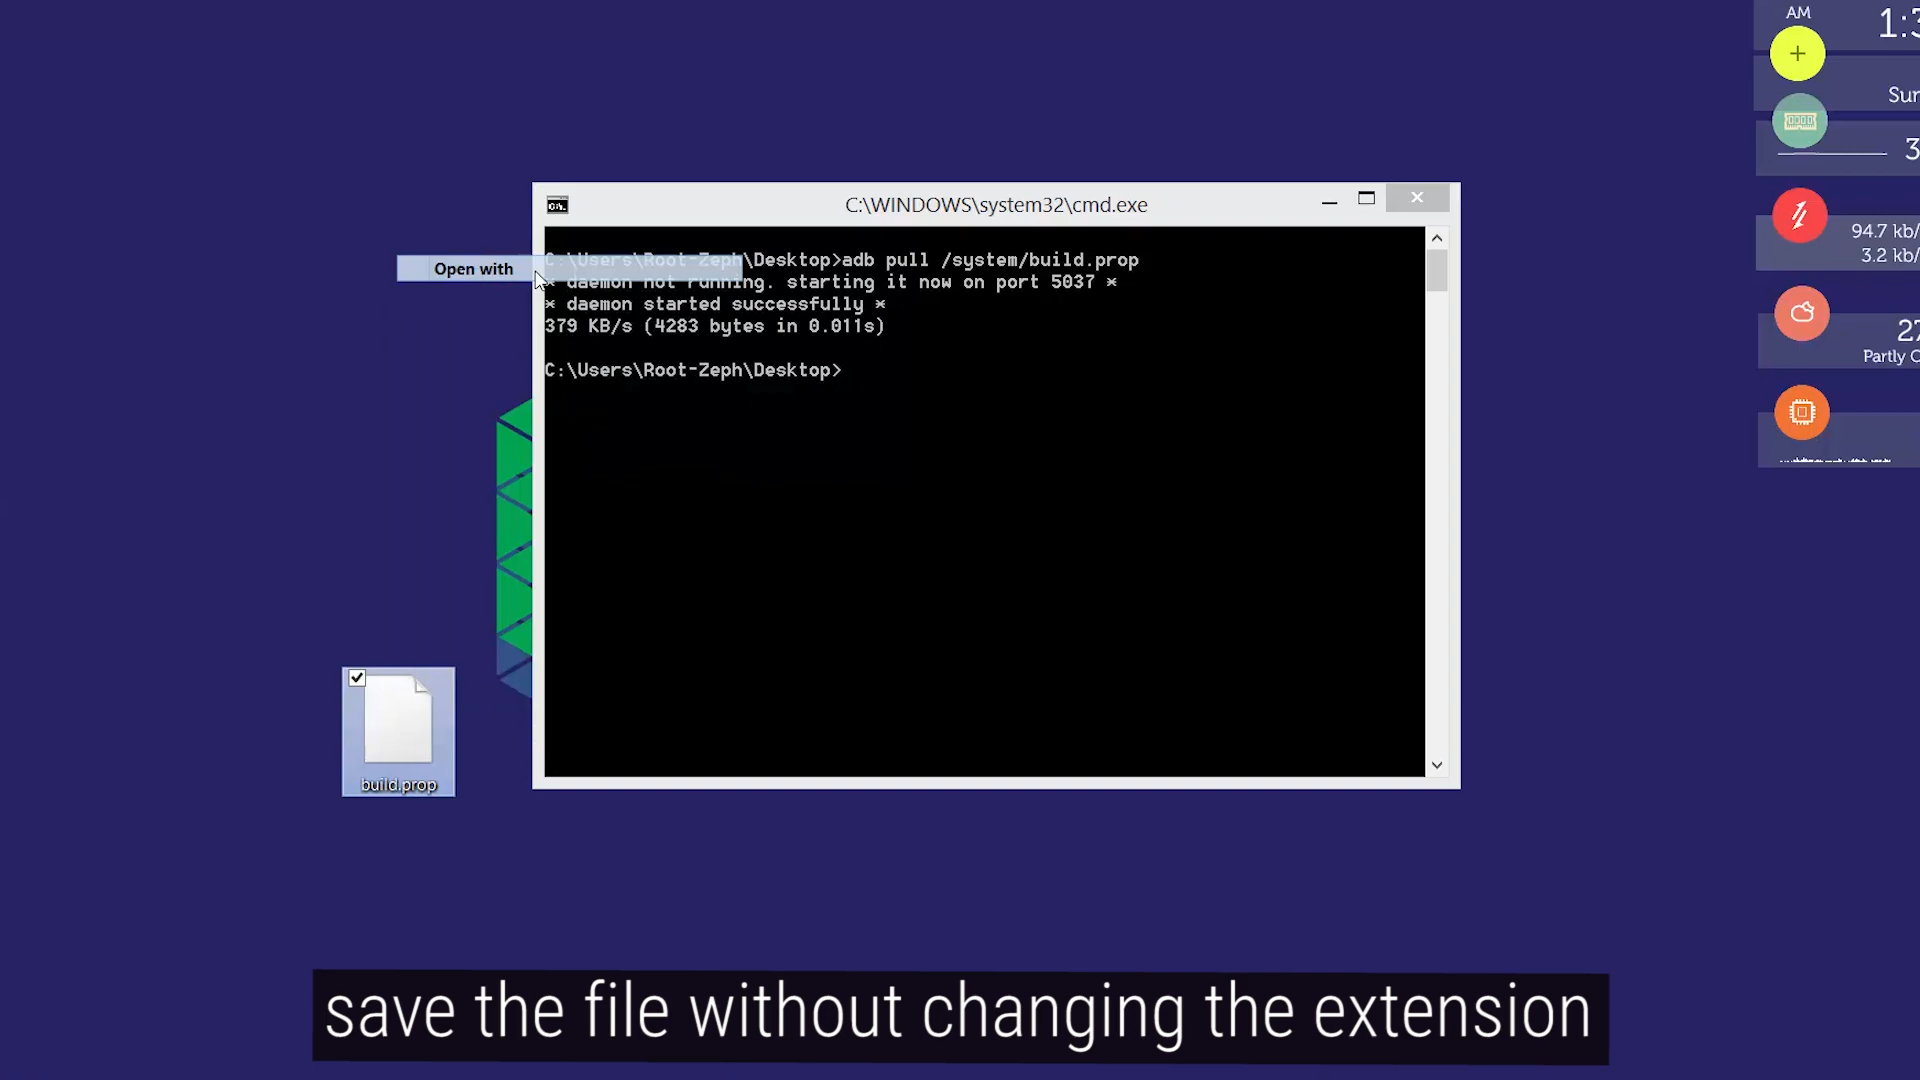 AM
Sun
94.7 kb/
3.2 kb/
Partly
C:\WINDOWS\system32\cmd.exe
C:\Users\Root-Zeph\Desktop>adb pull /system/build.prop
* daemon not running. starting it now on port 5037 *
* daemon started successfully *
379 KB/s (4283 bytes in 0.011s)
C:\Users\Root-Zeph\Desktop>
Open with
build.prop
save the file without changing the extension